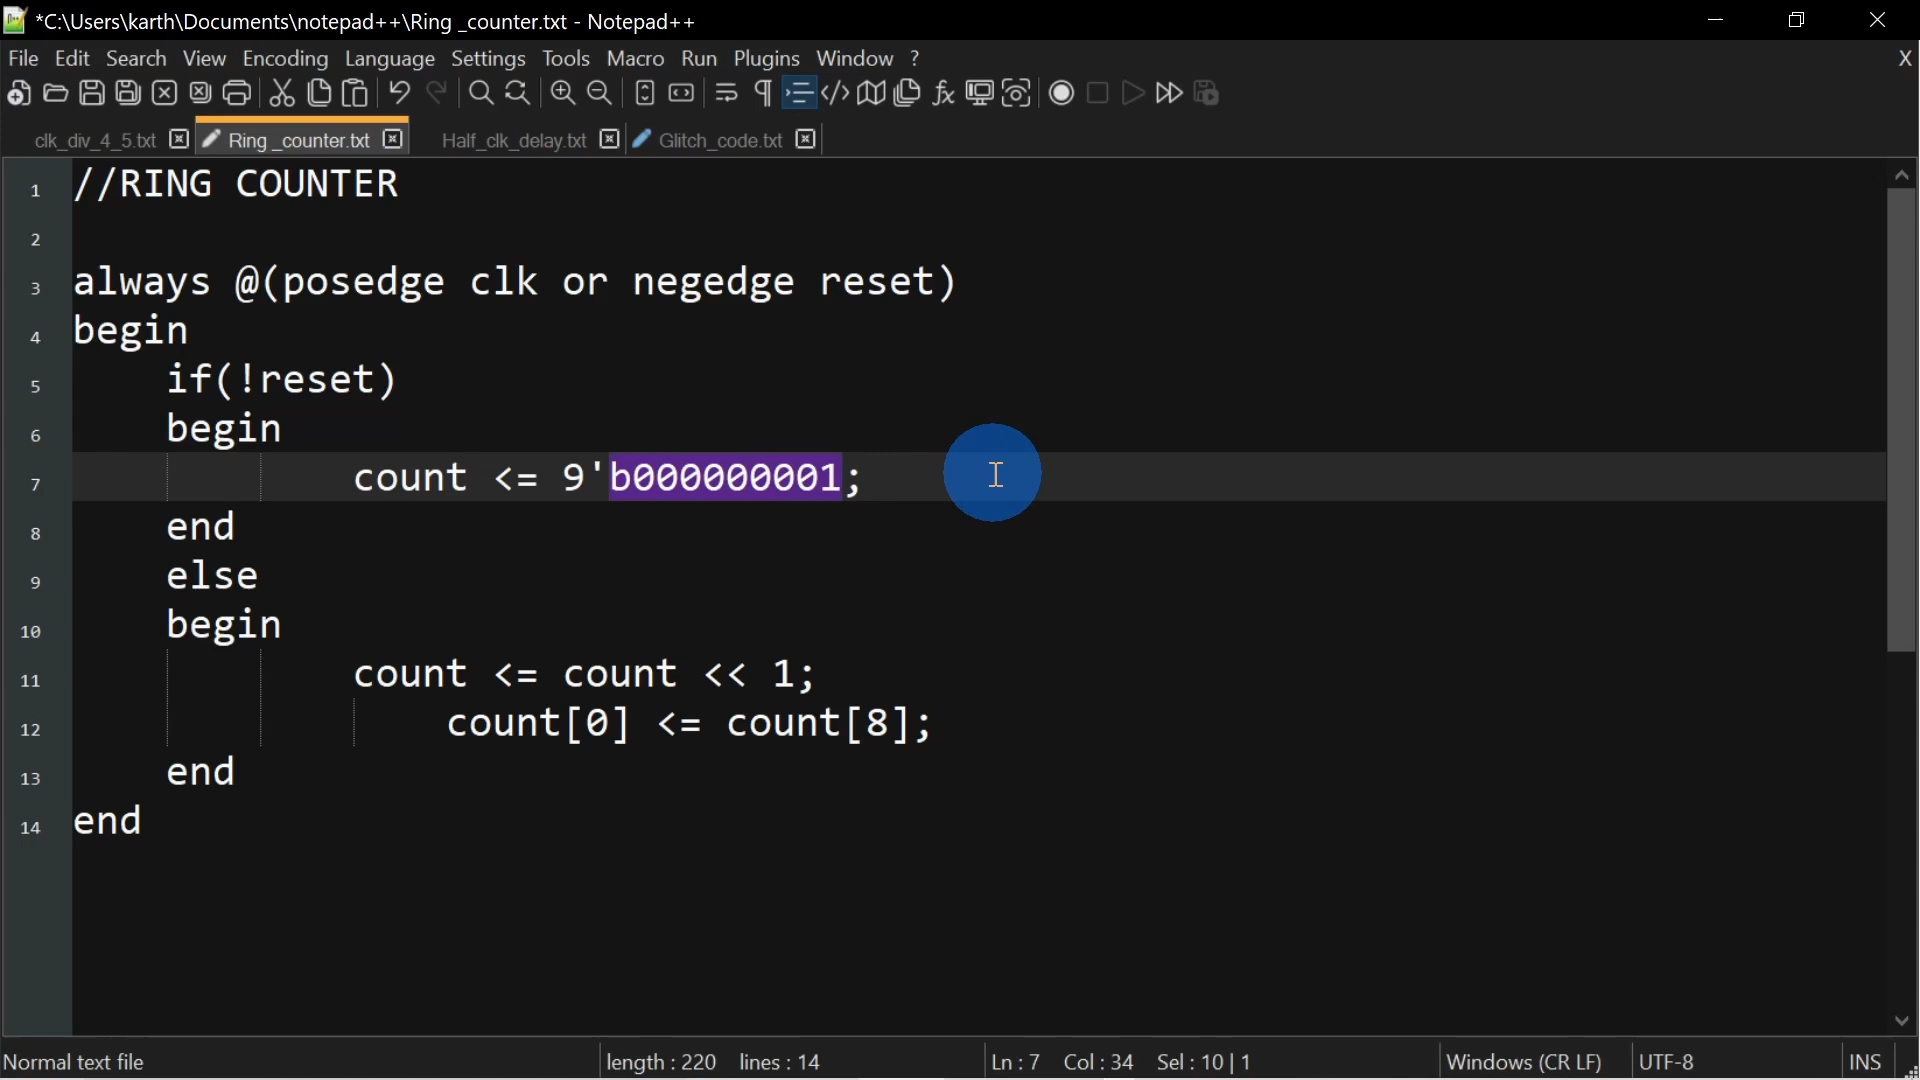 *C:\Users\karth\Documents\notepad++\Ring _counter.txt - Notepad++
File Edit Search View Encoding Language Settings Tools Macro Run Plugins Window ? X
clk_div_4_5.txt Ring _counter.txt Half_clk_delay.txt Glitch_code.txt
1 //RING COUNTER
2
3 always @(posedge clk or negedge reset)
4 begin
5 if(!reset)
6 begin
7 count <= 9'b000000001;
8 end
9 else
10 begin
11 count <= count << 1;
12 count[0] <= count[8];
13 end
14 end
Normal text file length : 220 lines : 14 Ln : 7 Col : 34 Sel : 10 | 1 Windows (CR LF) UTF-8 INS